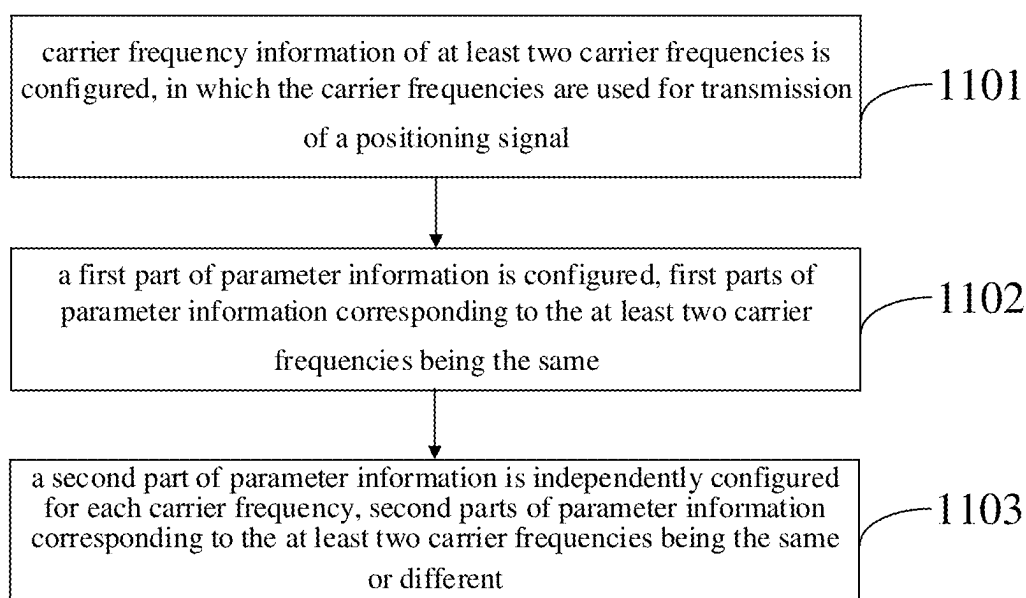 carrier frequency information of at least two carrier frequencies is
configured, in which the carrier frequencies are used for transmission
of a positioning signal
1101
a first part of parameter information is configured, first parts of
parameter information corresponding to the at least two carrier
frequencies being the same
1102
a second part of parameter information is independently configured
for each carrier frequency, second parts of parameter information
corresponding to the at least two carrier frequencies being the same
or different
1103